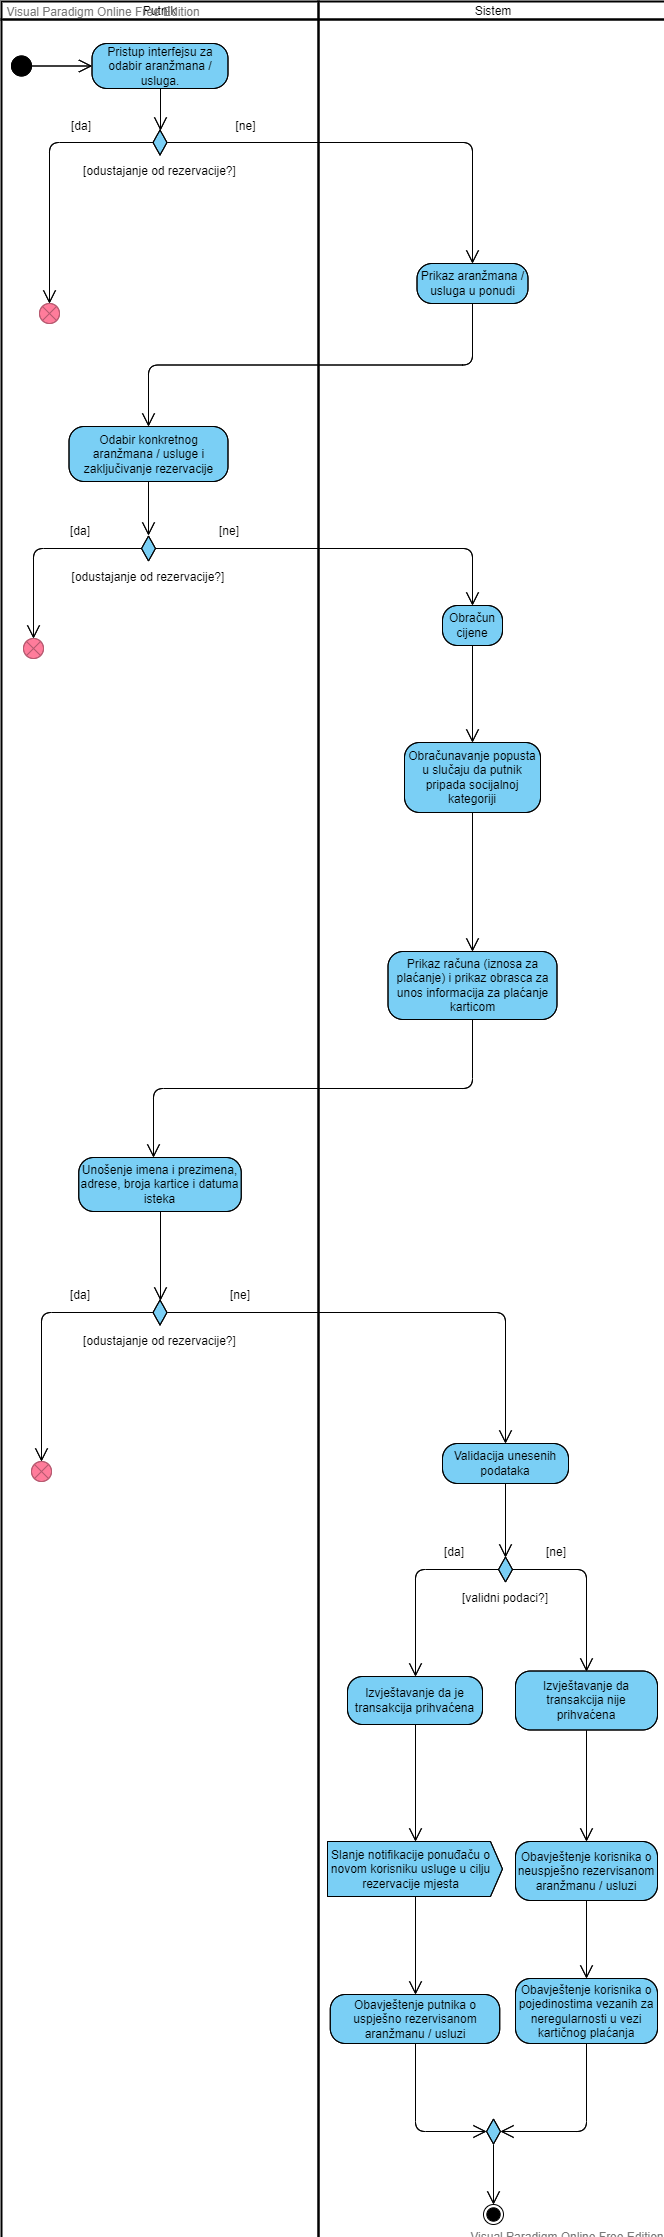 Visual Paradigm Online Free Edition
Putnik
Sistem
Pristup interfejsu za
odabir aranžmana /
usluga.
[da]
[ne]
[odustajanje od rezervacije?]
Prikaz aranžmana /
usluga u ponudi
Odabir konkretnog
aranžmana / usluge i
zaključivanje rezervacije
[da]
[ne]
[odustajanje od rezervacije?]
Obračun
cijene
Obračunavanje popusta
u slučaju da putnik
pripada socijalnoj
kategoriji
Prikaz računa (iznosa za
plaćanje) i prikaz obrasca za
unos informacija za plaćanje
karticom
Unošenje imena i prezimena,
adrese, broja kartice i datuma
isteka
[da]
[ne]
[odustajanje od rezervacije?]
Validacija unesenih
podataka
[da]
[ne]
[validni podaci?]
Izvještavanje da je
transakcija prihvaćena
Izvještavanje da
transakcija nije
prihvaćena
Slanje notifikacije ponuđaču o
novom korisniku usluge u cilju
rezervacije mjesta
Obavještenje korisnika o
neuspješno rezervisanom
aranžmanu / usluzi
Obavještenje putnika o
uspješno rezervisanom
aranžmanu / usluzi
Obavještenje korisnika o
pojedinostima vezanih za
neregularnosti u vezi
kartičnog plaćanja
Visual Paradigm Online Free Edition